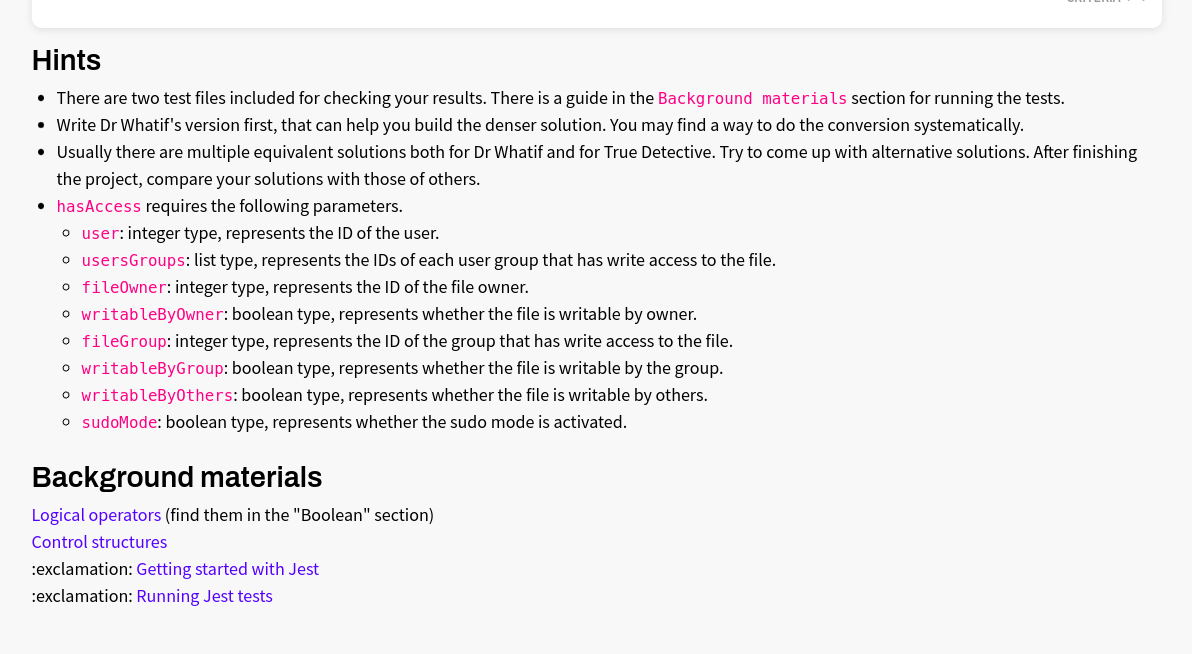 Hints
There are two test files included for checking your results. There is a guide in the Background materials section for running the tests.
Write Dr Whatif's version first, that can help you build the denser solution. You may find a way to do the conversion systematically.
Usually there are multiple equivalent solutions both for Dr Whatif and for True Detective. Try to come up with alternative solutions. After finishing
the project, compare your solutions with those of others.
hasAccess requires the following parameters.
user: integer type, represents the ID of the user.
usersGroups: list type, represents the IDs of each user group that has write access to the file.
fileOwner: integer type, represents the ID of the file owner.
writableByOwner: boolean type, represents whether the file is writable by owner.
fileGroup: integer type, represents the ID of the group that has write access to the file.
writableByGroup: boolean type, represents whether the file is writable by the group.
writableByOthers: boolean type, represents whether the file is writable by others.
sudoMode: boolean type, represents whether the sudo mode is activated.
Background materials
Logical operators (find them in the "Boolean" section)
Control structures
:exclamation: Getting started with Jest
:exclamation: Running Jest tests